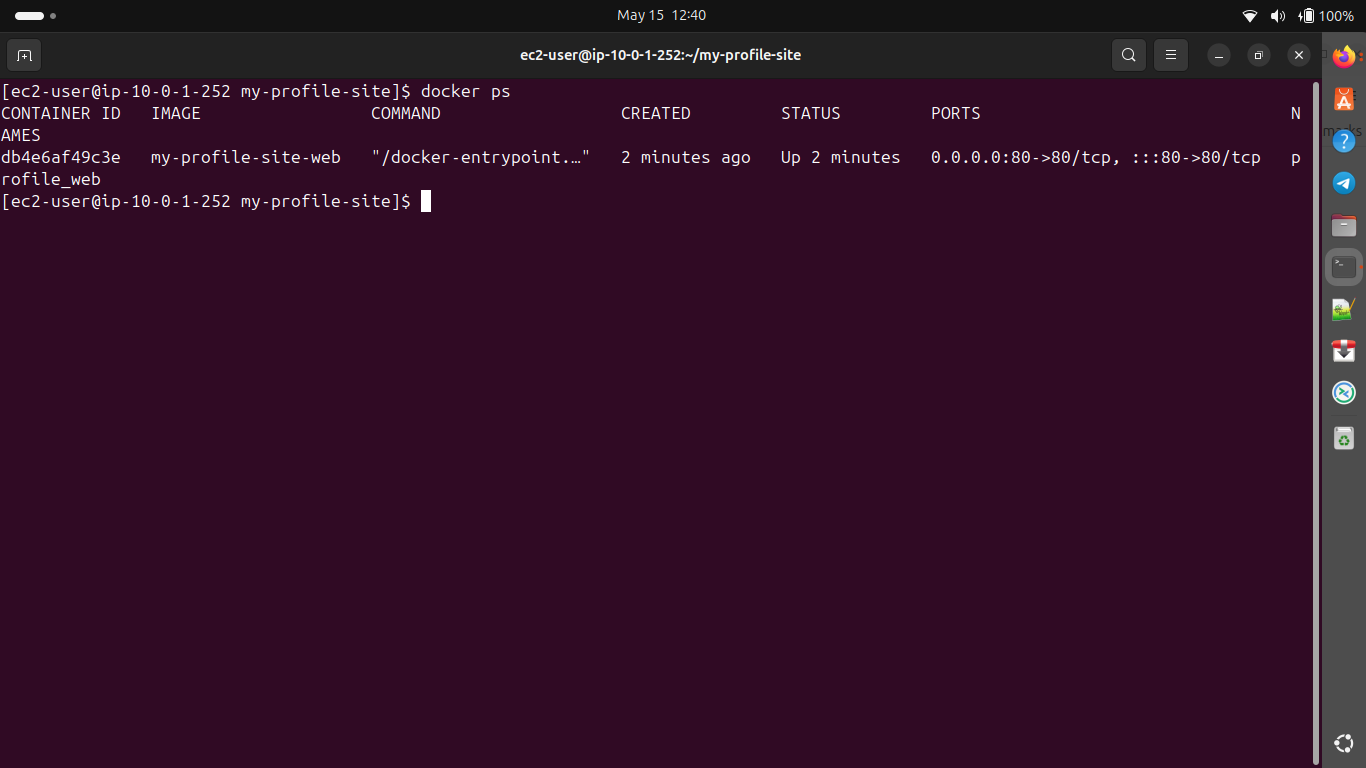 May 15 12:40
100%
ec2-user@ip-10-0-1-252:~/my-profile-site
[ec2-user@ip-10-0-1-252 my-profile-site]$ docker ps
CONTAINER ID   IMAGE                 COMMAND                  CREATED         STATUS         PORTS                               N
AMES
db4e6af49c3e   my-profile-site-web   "/docker-entrypoint.…"   2 minutes ago   Up 2 minutes   0.0.0.0:80->80/tcp, :::80->80/tcp   p
rofile_web
[ec2-user@ip-10-0-1-252 my-profile-site]$